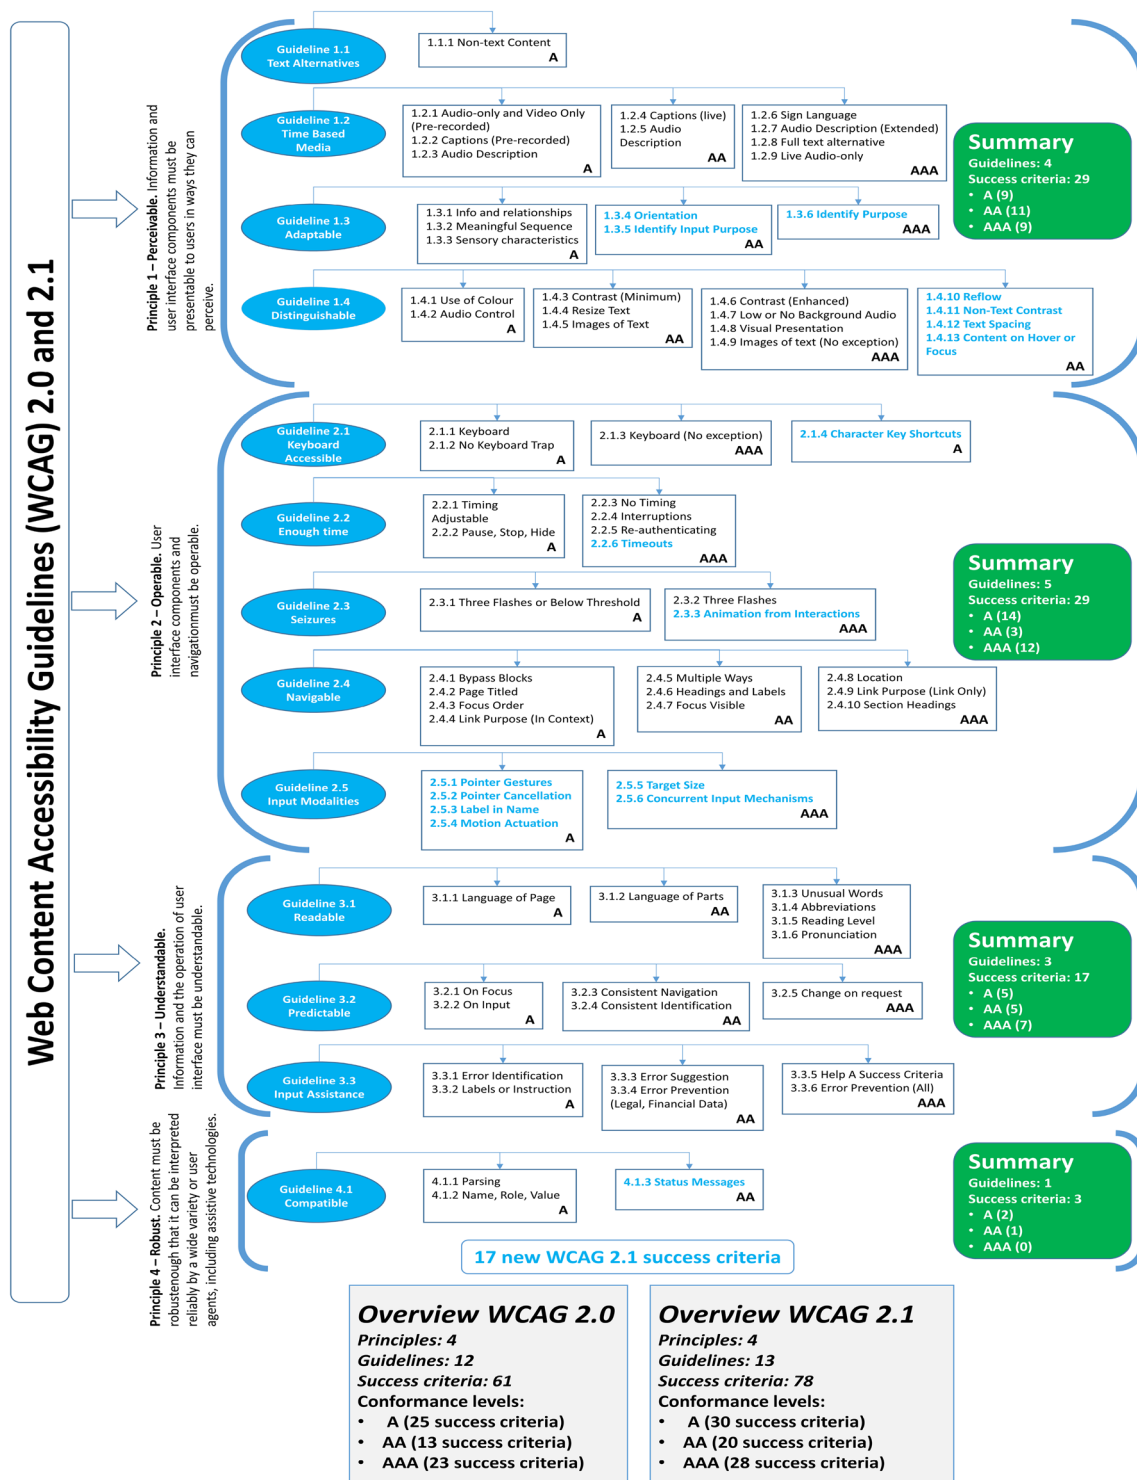 Web Content Accessibility Guidelines (WCAG) 2.0 and 2.1
Principle 1 – Perceivable. Information and
user interface components must be
presentable to users in ways they can
perceive.
Guideline 1.1
Text Alternatives
1.1.1 Non-text Content
A
Guideline 1.2
Time Based
Media
1.2.1 Audio-only and Video Only
(Pre-recorded)
1.2.2 Captions (Pre-recorded)
1.2.3 Audio Description
A
1.2.4 Captions (live)
1.2.5 Audio
Description
AA
1.2.6 Sign Language
1.2.7 Audio Description (Extended)
1.2.8 Full text alternative
1.2.9 Live Audio-only
AAA
Guideline 1.3
Adaptable
1.3.1 Info and relationships
1.3.2 Meaningful Sequence
1.3.3 Sensory characteristics
A
1.3.4 Orientation
1.3.5 Identify Input Purpose
AA
1.3.6 Identify Purpose
AAA
Guideline 1.4
Distinguishable
1.4.1 Use of Colour
1.4.2 Audio Control
A
1.4.3 Contrast (Minimum)
1.4.4 Resize Text
1.4.5 Images of Text
AA
1.4.6 Contrast (Enhanced)
1.4.7 Low or No Background Audio
1.4.8 Visual Presentation
1.4.9 Images of text (No exception)
AAA
1.4.10 Reflow
1.4.11 Non-Text Contrast
1.4.12 Text Spacing
1.4.13 Content on Hover or
Focus
AA
Summary
Guidelines: 4
Success criteria: 29
• A (9)
• AA (11)
• AAA (9)
Principle 2 – Operable. User
interface components and
navigationmust be operable.
Guideline 2.1
Keyboard
Accessible
2.1.1 Keyboard
2.1.2 No Keyboard Trap
A
2.1.3 Keyboard (No exception)
AAA
2.1.4 Character Key Shortcuts
A
Guideline 2.2
Enough time
2.2.1 Timing
Adjustable
2.2.2 Pause, Stop, Hide
A
2.2.3 No Timing
2.2.4 Interruptions
2.2.5 Re-authenticating
2.2.6 Timeouts
AAA
Guideline 2.3
Seizures
2.3.1 Three Flashes or Below Threshold
A
2.3.2 Three Flashes
2.3.3 Animation from Interactions
AAA
Guideline 2.4
Navigable
2.4.1 Bypass Blocks
2.4.2 Page Titled
2.4.3 Focus Order
2.4.4 Link Purpose (In Context)
A
2.4.5 Multiple Ways
2.4.6 Headings and Labels
2.4.7 Focus Visible
AA
2.4.8 Location
2.4.9 Link Purpose (Link Only)
2.4.10 Section Headings
AAA
Guideline 2.5
Input Modalities
2.5.1 Pointer Gestures
2.5.2 Pointer Cancellation
2.5.3 Label in Name
2.5.4 Motion Actuation
A
2.5.5 Target Size
2.5.6 Concurrent Input Mechanisms
AAA
Summary
Guidelines: 5
Success criteria: 29
• A (14)
• AA (3)
• AAA (12)
Principle 3 – Understandable.
Information and the operation of user
interface must be understandable.
Guideline 3.1
Readable
3.1.1 Language of Page
A
3.1.2 Language of Parts
AA
3.1.3 Unusual Words
3.1.4 Abbreviations
3.1.5 Reading Level
3.1.6 Pronunciation
AAA
Guideline 3.2
Predictable
3.2.1 On Focus
3.2.2 On Input
A
3.2.3 Consistent Navigation
3.2.4 Consistent Identification
AA
3.2.5 Change on request
AAA
Guideline 3.3
Input Assistance
3.3.1 Error Identification
3.3.2 Labels or Instruction
A
3.3.3 Error Suggestion
3.3.4 Error Prevention
(Legal, Financial Data)
AA
3.3.5 Help A Success Criteria
3.3.6 Error Prevention (All)
AAA
Summary
Guidelines: 3
Success criteria: 17
• A (5)
• AA (5)
• AAA (7)
Principle 4 – Robust. Content must be
robustenough that it can be interpreted
reliably by a wide variety or user
agents, including assistive technologies.
Guideline 4.1
Compatible
4.1.1 Parsing
4.1.2 Name, Role, Value
A
4.1.3 Status Messages
AA
Summary
Guidelines: 1
Success criteria: 3
• A (2)
• AA (1)
• AAA (0)
17 new WCAG 2.1 success criteria
Overview WCAG 2.0
Principles: 4
Guidelines: 12
Success criteria: 61
Conformance levels:
• A (25 success criteria)
• AA (13 success criteria)
• AAA (23 success criteria)
Overview WCAG 2.1
Principles: 4
Guidelines: 13
Success criteria: 78
Conformance levels:
• A (30 success criteria)
• AA (20 success criteria)
• AAA (28 success criteria)